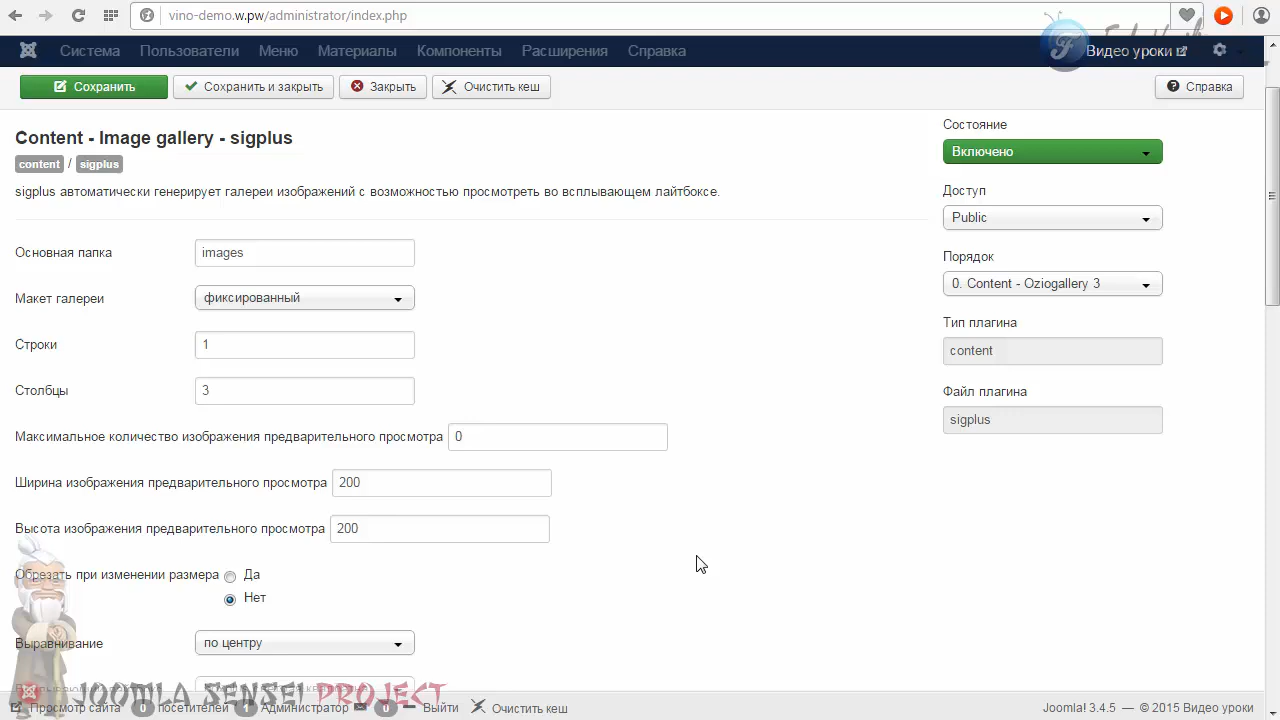 vino-demo.w.pw/administrator/index.php
Система Пользователи Меню Материалы Компоненты Расширения Справка Видео уроки
Сохранить Сохранить и закрыть Закрыть Очистить кеш Справка
Content - Image gallery - sigplus
content / sigplus
sigplus автоматически генерирует галереи изображений с возможностью просмотреть во всплывающем лайтбоксе.
Основная папка images
Макет галереи фиксированный
Строки 1
Столбцы 3
Максимальное количество изображения предварительного просмотра 0
Ширина изображения предварительного просмотра 200
Высота изображения предварительного просмотра 200
Обрезать при изменении размера Да
Нет
Выравнивание по центру
Состояние
Включено
Доступ
Public
Порядок
0. Content - Oziogallery 3
Тип плагина
content
Файл плагина
sigplus
JOOMLA SENSEI PROJECT
Просмотр сайта 0 посетителей 1 Администратор 0 Выйти Очистить кеш Joomla! 3.4.5 — © 2015 Видео уроки